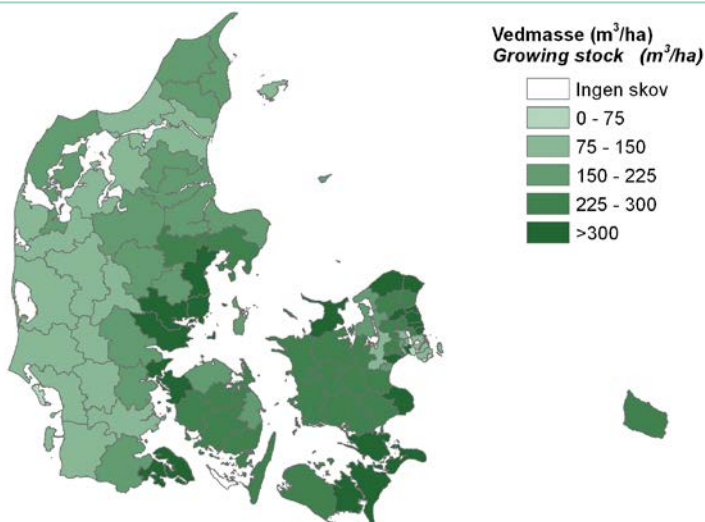 Vedmasse (m³/ha)
Growing stock (m³/ha)
Ingen skov
0 - 75
75 - 150
150 - 225
225 - 300
>300